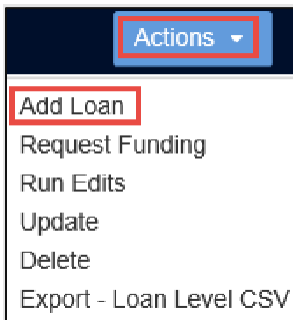 Actions
Add Loan
Request Funding
Run Edits
Update
Delete
Export - Loan Level CSV